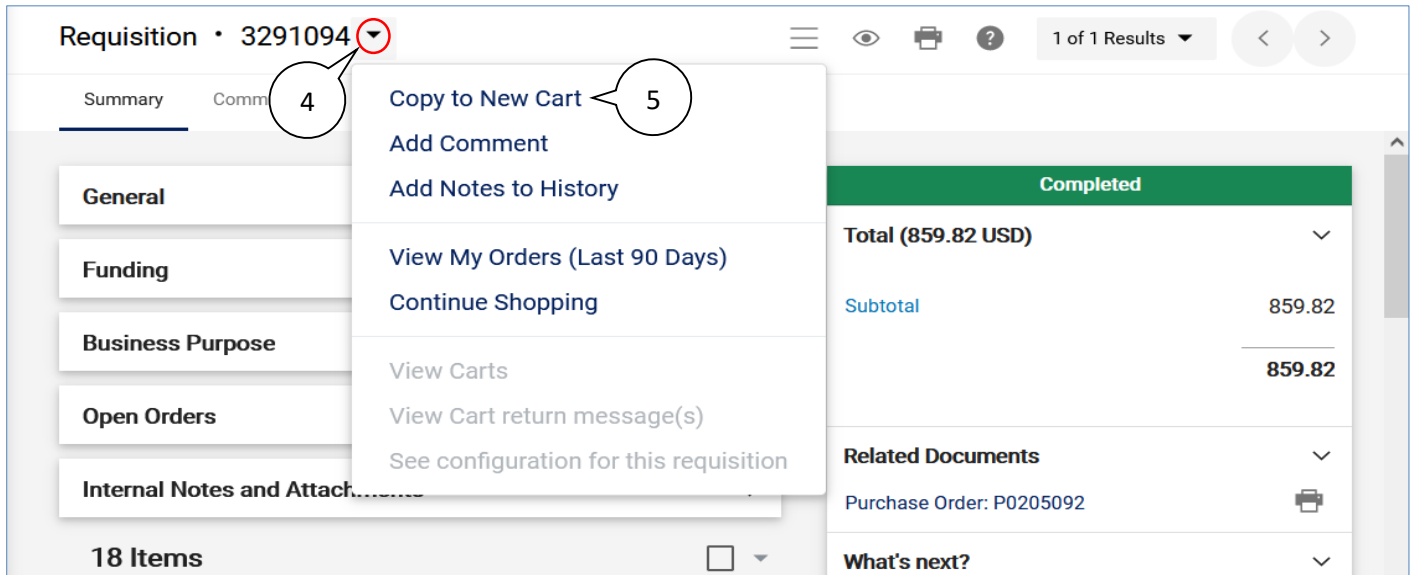 Requisition • 3291094
1 of 1 Results
4
Summary
Comm
Copy to New Cart
5
Add Comment
Add Notes to History
View My Orders (Last 90 Days)
Continue Shopping
View Carts
View Cart return message(s)
See configuration for this requisition
General
Funding
Business Purpose
Open Orders
Internal Notes and Attachments
18 Items
Completed
Total (859.82 USD)
Subtotal 859.82
859.82
Related Documents
Purchase Order: P0205092
What's next?